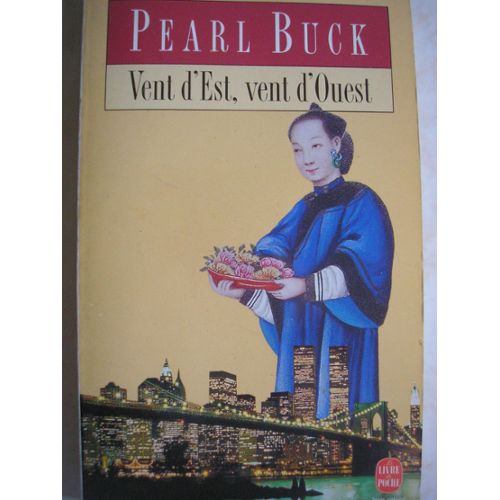 PEARL BUCK
Vent d'Est, vent d'Ouest
LE
LIVRE
DE
POCHE